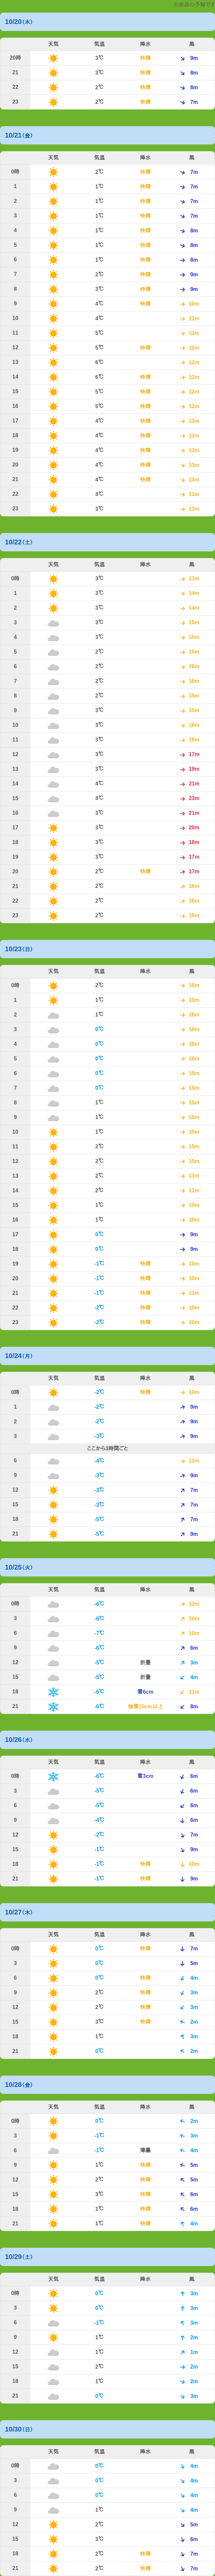 10/20(木)
天気 気温 降水 風
20時 3℃ 快晴 9m
21 3℃ 快晴 8m
22 2℃ 快晴 8m
23 2℃ 快晴 7m
10/21(金)
天気 気温 降水 風
0時 2℃ 快晴 7m
1 1℃ 快晴 7m
2 1℃ 快晴 7m
3 1℃ 快晴 7m
4 1℃ 快晴 8m
5 1℃ 快晴 8m
6 1℃ 快晴 8m
7 2℃ 快晴 9m
8 3℃ 快晴 9m
9 4℃ 快晴 10m
10 4℃ 11m
11 5℃ 11m
12 5℃ 快晴 12m
13 6℃ 12m
14 6℃ 快晴 12m
15 5℃ 快晴 12m
16 5℃ 快晴 12m
17 4℃ 快晴 13m
18 4℃ 快晴 13m
19 4℃ 快晴 13m
20 4℃ 快晴 13m
21 4℃ 快晴 13m
22 4℃ 13m
23 3℃ 13m
10/22(土)
天気 気温 降水 風
0時 3℃ 13m
1 3℃ 14m
2 3℃ 14m
3 3℃ 15m
4 3℃ 15m
5 2℃ 15m
6 2℃ 16m
7 2℃ 16m
8 2℃ 15m
9 3℃ 15m
10 3℃ 16m
11 3℃ 16m
12 3℃ 17m
13 3℃ 19m
14 4℃ 21m
15 4℃ 23m
16 3℃ 21m
17 3℃ 20m
18 3℃ 18m
19 3℃ 17m
20 2℃ 快晴 17m
21 2℃ 16m
22 2℃ 16m
23 2℃ 15m
10/23(日)
天気 気温 降水 風
0時 2℃ 15m
1 1℃ 15m
2 1℃ 16m
3 0℃ 16m
4 0℃ 16m
5 0℃ 16m
6 0℃ 15m
7 0℃ 15m
8 1℃ 15m
9 1℃ 15m
10 1℃ 15m
11 2℃ 15m
12 2℃ 15m
13 2℃ 13m
14 2℃ 11m
15 1℃ 10m
16 1℃ 10m
17 0℃ 9m
18 0℃ 9m
19 -1℃ 快晴 10m
20 -1℃ 快晴 10m
21 -1℃ 快晴 11m
22 -2℃ 快晴 10m
23 -2℃ 快晴 10m
10/24(月)
天気 気温 降水 風
0時 -2℃ 快晴 10m
1 -2℃ 9m
2 -2℃ 9m
3 -3℃ 9m
ここから3時間ごと
6 -4℃ 13m
9 -3℃ 9m
12 -3℃ 7m
15 -3℃ 7m
18 -5℃ 7m
21 -5℃ 9m
10/25(火)
天気 気温 降水 風
0時 -6℃ 12m
3 -6℃ 10m
6 -7℃ 10m
9 -6℃ 6m
12 -5℃ 3m
15 -5℃ 4m
18 -6℃ 雪6cm 11m
21 -6℃ 強雪10cm以上 8m
10/26(水)
天気 気温 降水 風
0時 -6℃ 雪3cm 6m
3 -5℃ 6m
6 -5℃ 6m
9 -4℃ 6m
12 -2℃ 7m
15 -1℃ 9m
18 -1℃ 快晴 10m
21 -1℃ 快晴 9m
10/27(木)
天気 気温 降水 風
0時 0℃ 快晴 7m
3 0℃ 5m
6 0℃ 快晴 4m
9 2℃ 快晴 3m
12 2℃ 快晴 3m
15 3℃ 快晴 2m
18 1℃ 3m
21 0℃ 2m
10/28(金)
天気 気温 降水 風
0時 0℃ 2m
3 -1℃ 3m
6 -1℃ 薄曇 4m
9 1℃ 快晴 5m
12 2℃ 快晴 5m
15 3℃ 快晴 6m
18 1℃ 快晴 6m
21 1℃ 快晴 4m
10/29(土)
天気 気温 降水 風
0時 0℃ 3m
3 0℃ 3m
6 -1℃ 3m
9 1℃ 2m
12 1℃ 1m
15 2℃ 2m
18 1℃ 2m
21 0℃ 3m
10/30(日)
天気 気温 降水 風
0時 0℃ 4m
3 0℃ 4m
6 0℃ 4m
9 1℃ 4m
12 2℃ 5m
15 3℃ 6m
18 2℃ 快晴 7m
21 2℃ 快晴 7m